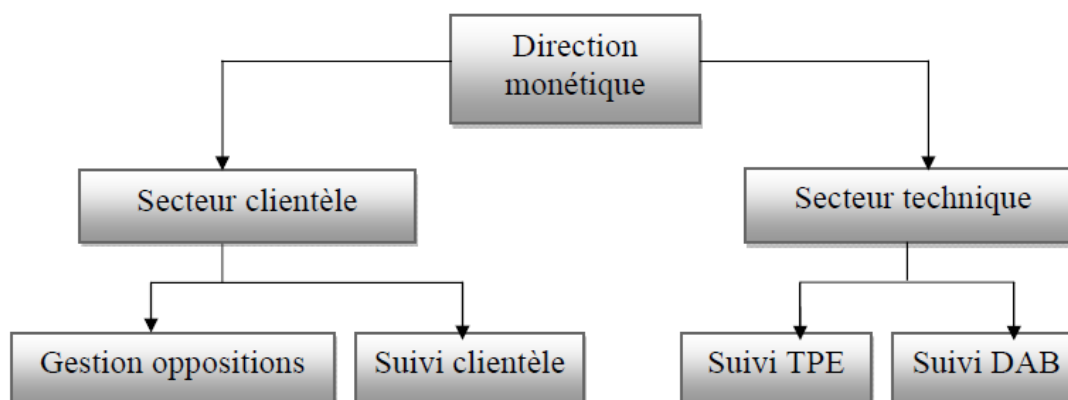 Direction
monétique
Secteur clientèle
Secteur technique
Gestion oppositions
Suivi clientèle
Suivi TPE
Suivi DAB